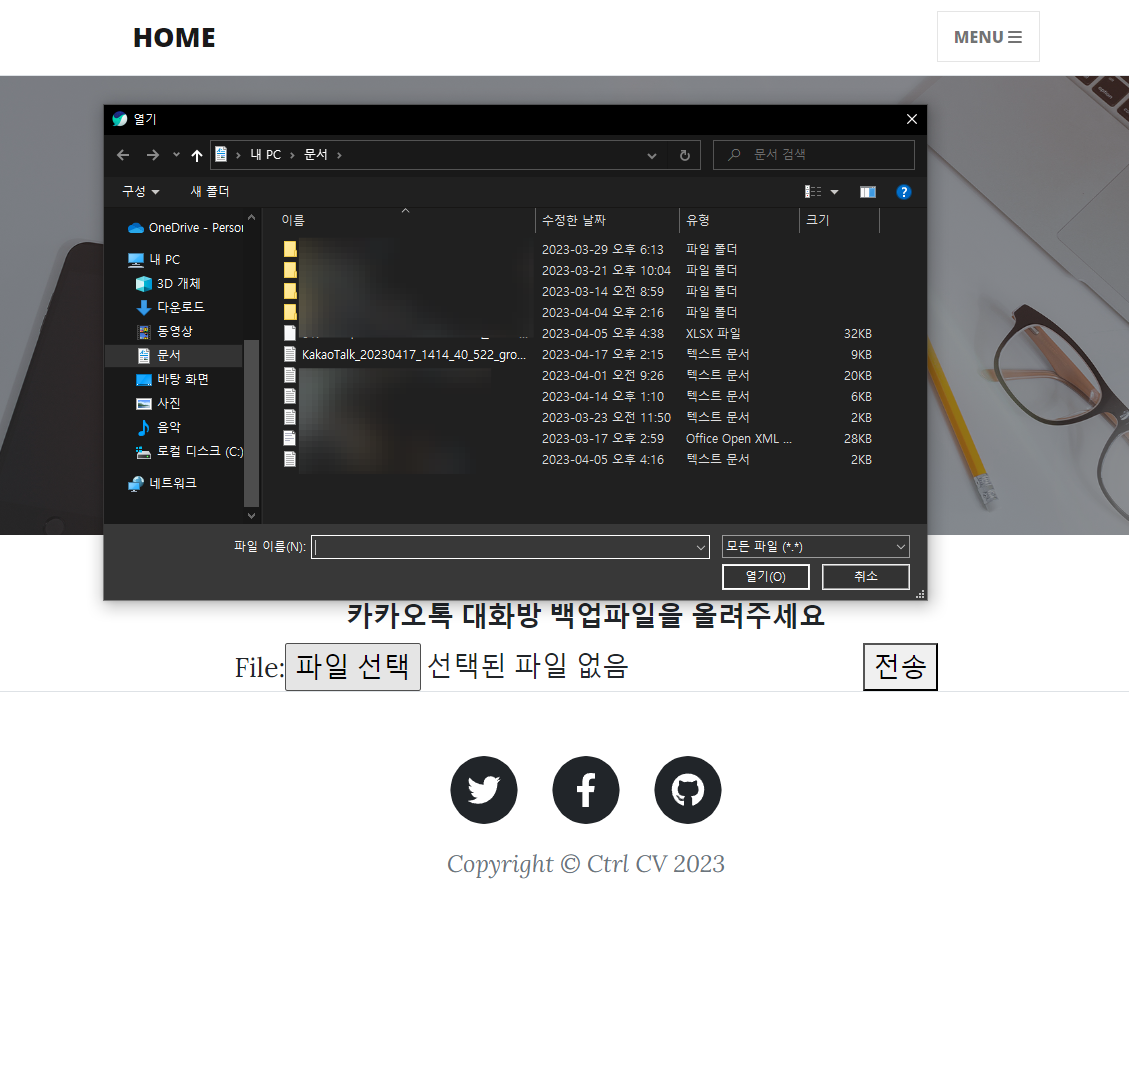 HOME
MENU
열기
내 PC
문서
문서 검색
구성
새 폴더
이름
수정한 날짜
유형
크기
OneDrive - Person
내 PC
3D 개체
다운로드
동영상
문서
바탕 화면
사진
음악
로컬 디스크 (C:)
네트워크
2023-03-29 오후 6:13 파일 폴더
2023-03-21 오후 10:04 파일 폴더
2023-03-14 오전 8:59 파일 폴더
2023-04-04 오후 2:16 파일 폴더
2023-04-05 오후 4:38 XLSX 파일 32KB
KakaoTalk_20230417_1414_40_522_gro... 2023-04-17 오후 2:15 텍스트 문서 9KB
2023-04-01 오전 9:26 텍스트 문서 20KB
2023-04-14 오후 1:10 텍스트 문서 6KB
2023-03-23 오전 11:50 텍스트 문서 2KB
2023-03-17 오후 2:59 Office Open XML ... 28KB
2023-04-05 오후 4:16 텍스트 문서 2KB
파일 이름(N):
모든 파일 (*.*)
열기(O)
취소
카카오톡 대화방 백업파일을 올려주세요
File: 파일 선택 선택된 파일 없음
전송
Copyright © Ctrl CV 2023